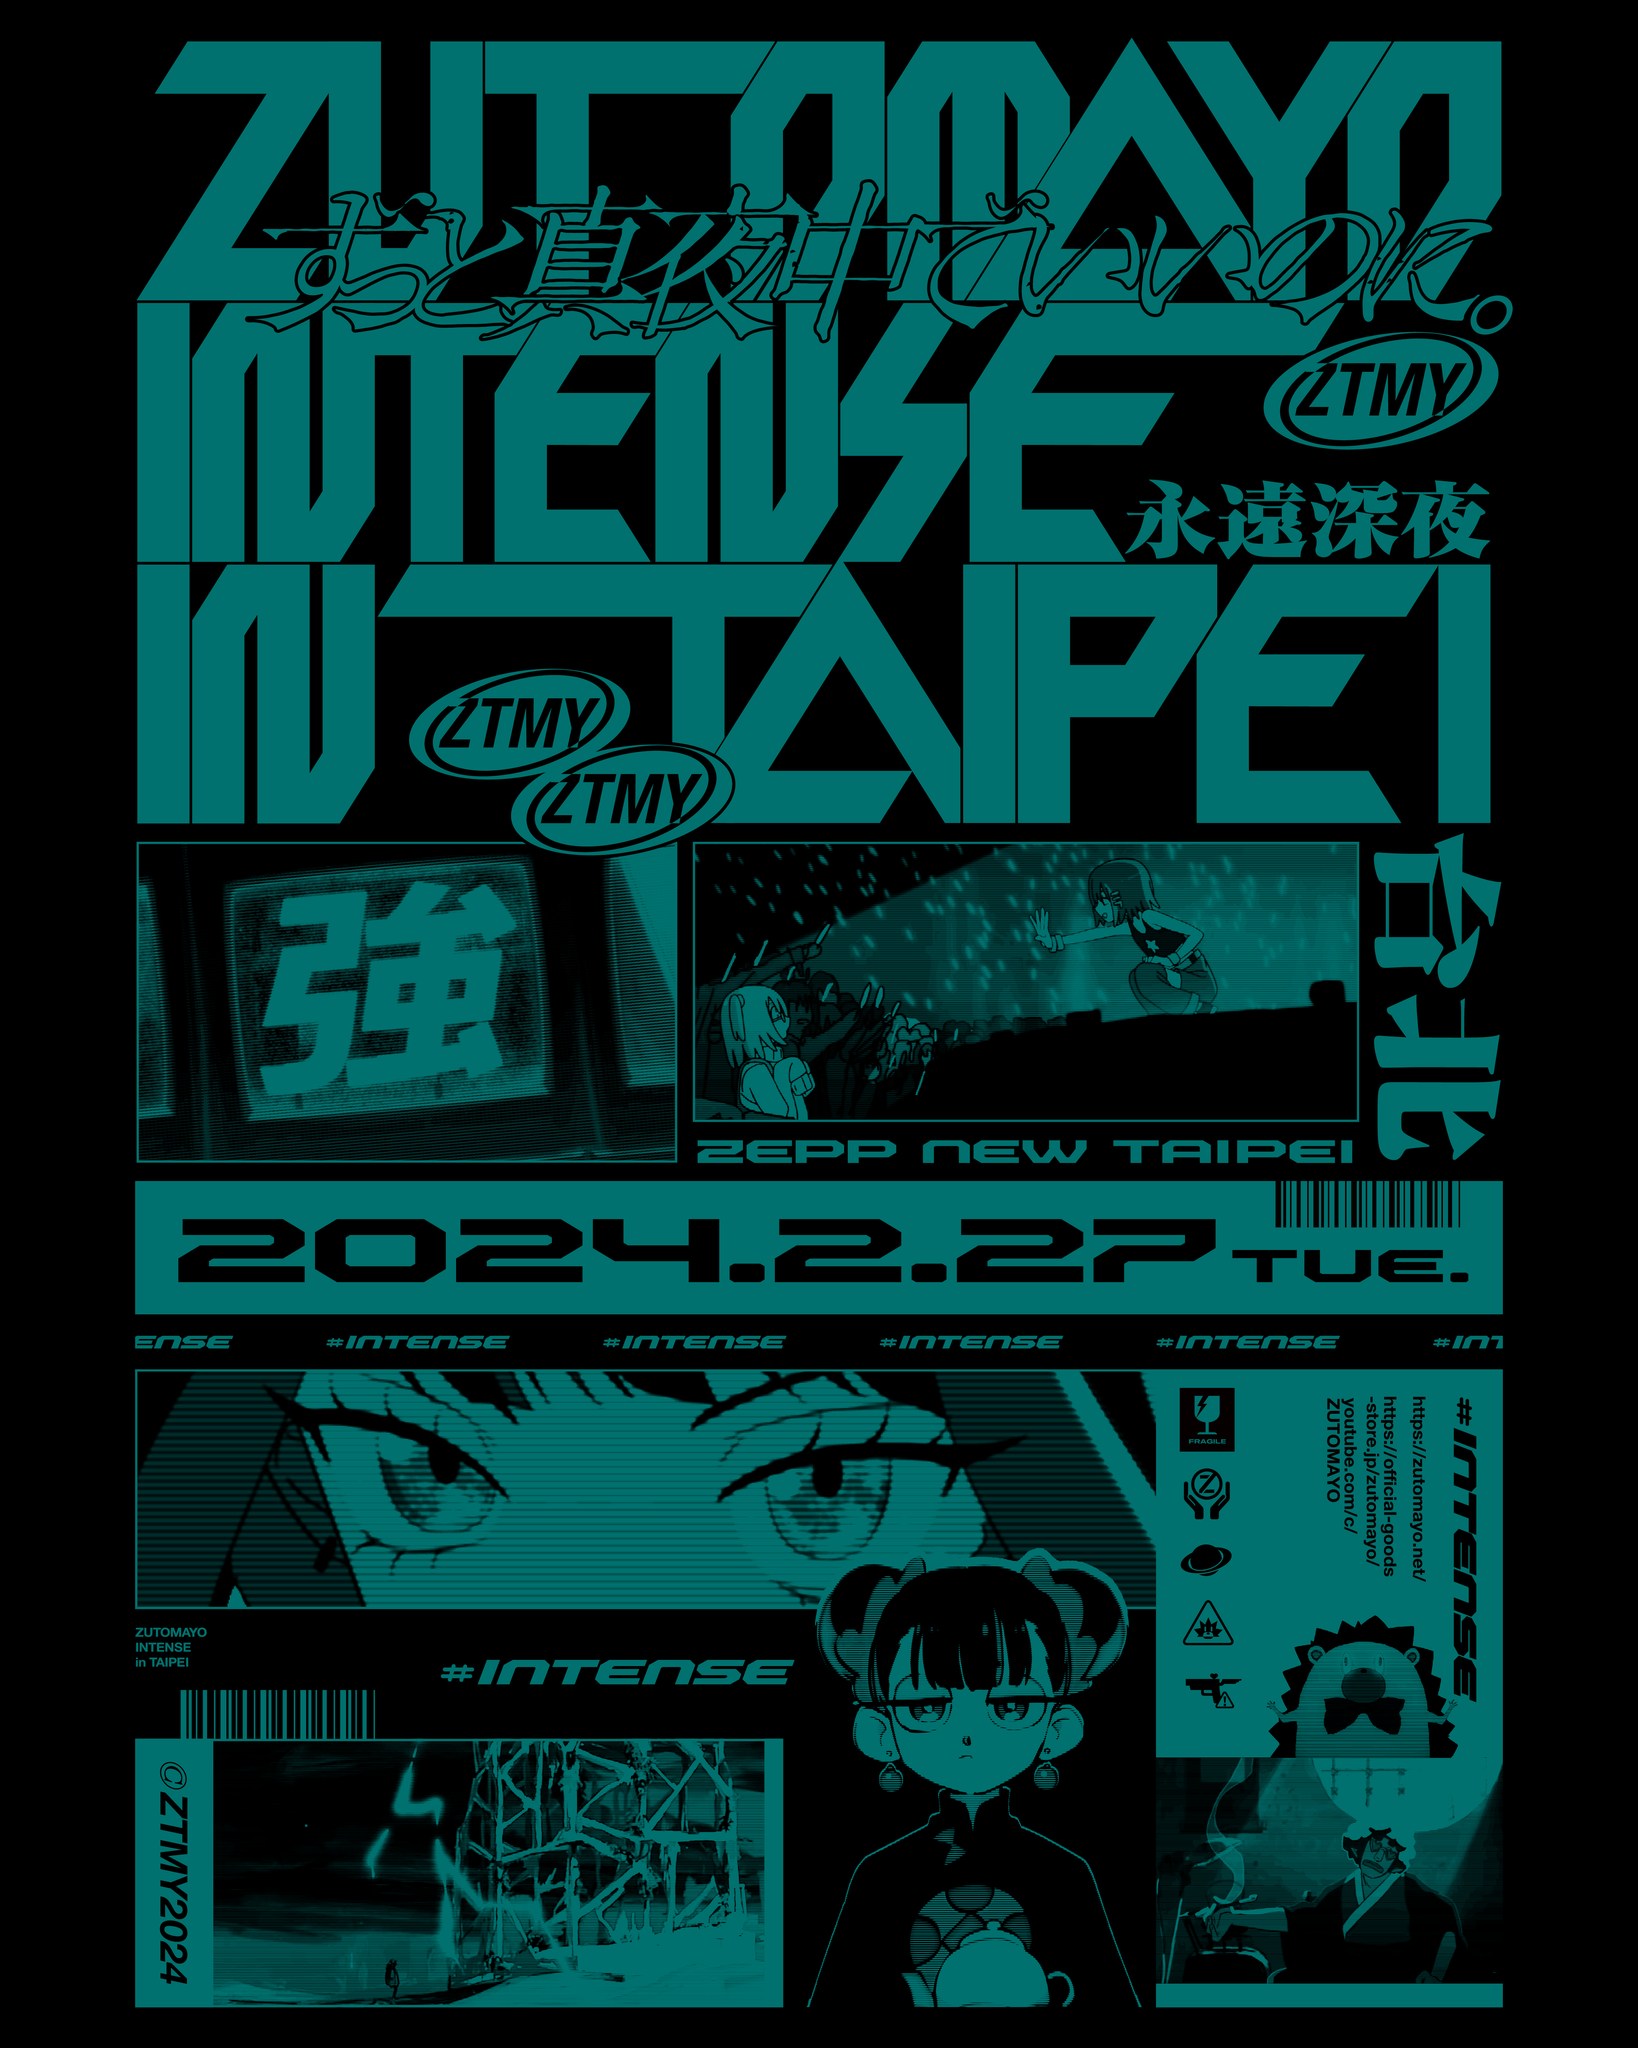 ZUTOMAYO
ずっと真夜中でいいのに。
INTENSE
ZTMY
永遠深夜
IN TAIPEI
ZTMY
ZTMY
強
台北
ZEPP NEW TAIPEI
2024.2.27 TUE.
ENSE #INTENSE #INTENSE #INTENSE #INTENSE #INT
FRAGILE
Z
#INTENSE
https://zutomayo.net/
https://official-goods
-store.jp/zutomayo/
youtube.com/c/
ZUTOMAYO
ZUTOMAYO
INTENSE
in TAIPEI
#INTENSE
©ZTMY2024